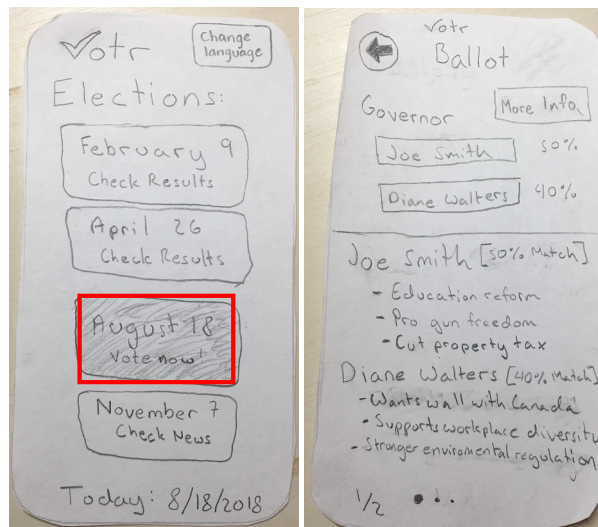 Votr
Change
language
Elections:
February 9
Check Results
April 26
Check Results
August 18
Vote now!
November 7
Check News
Today: 8/18/2018
Votr
Ballot
Governor
More Info
Joe Smith 50%
Diane Walters 40%
Joe Smith [50% Match]
- Education reform
- Pro gun freedom
- Cut property tax
Diane Walters [40% Match]
- Wants wall with Canada
- Supports workplace diversity
- Stronger enviromental regulation
1/2